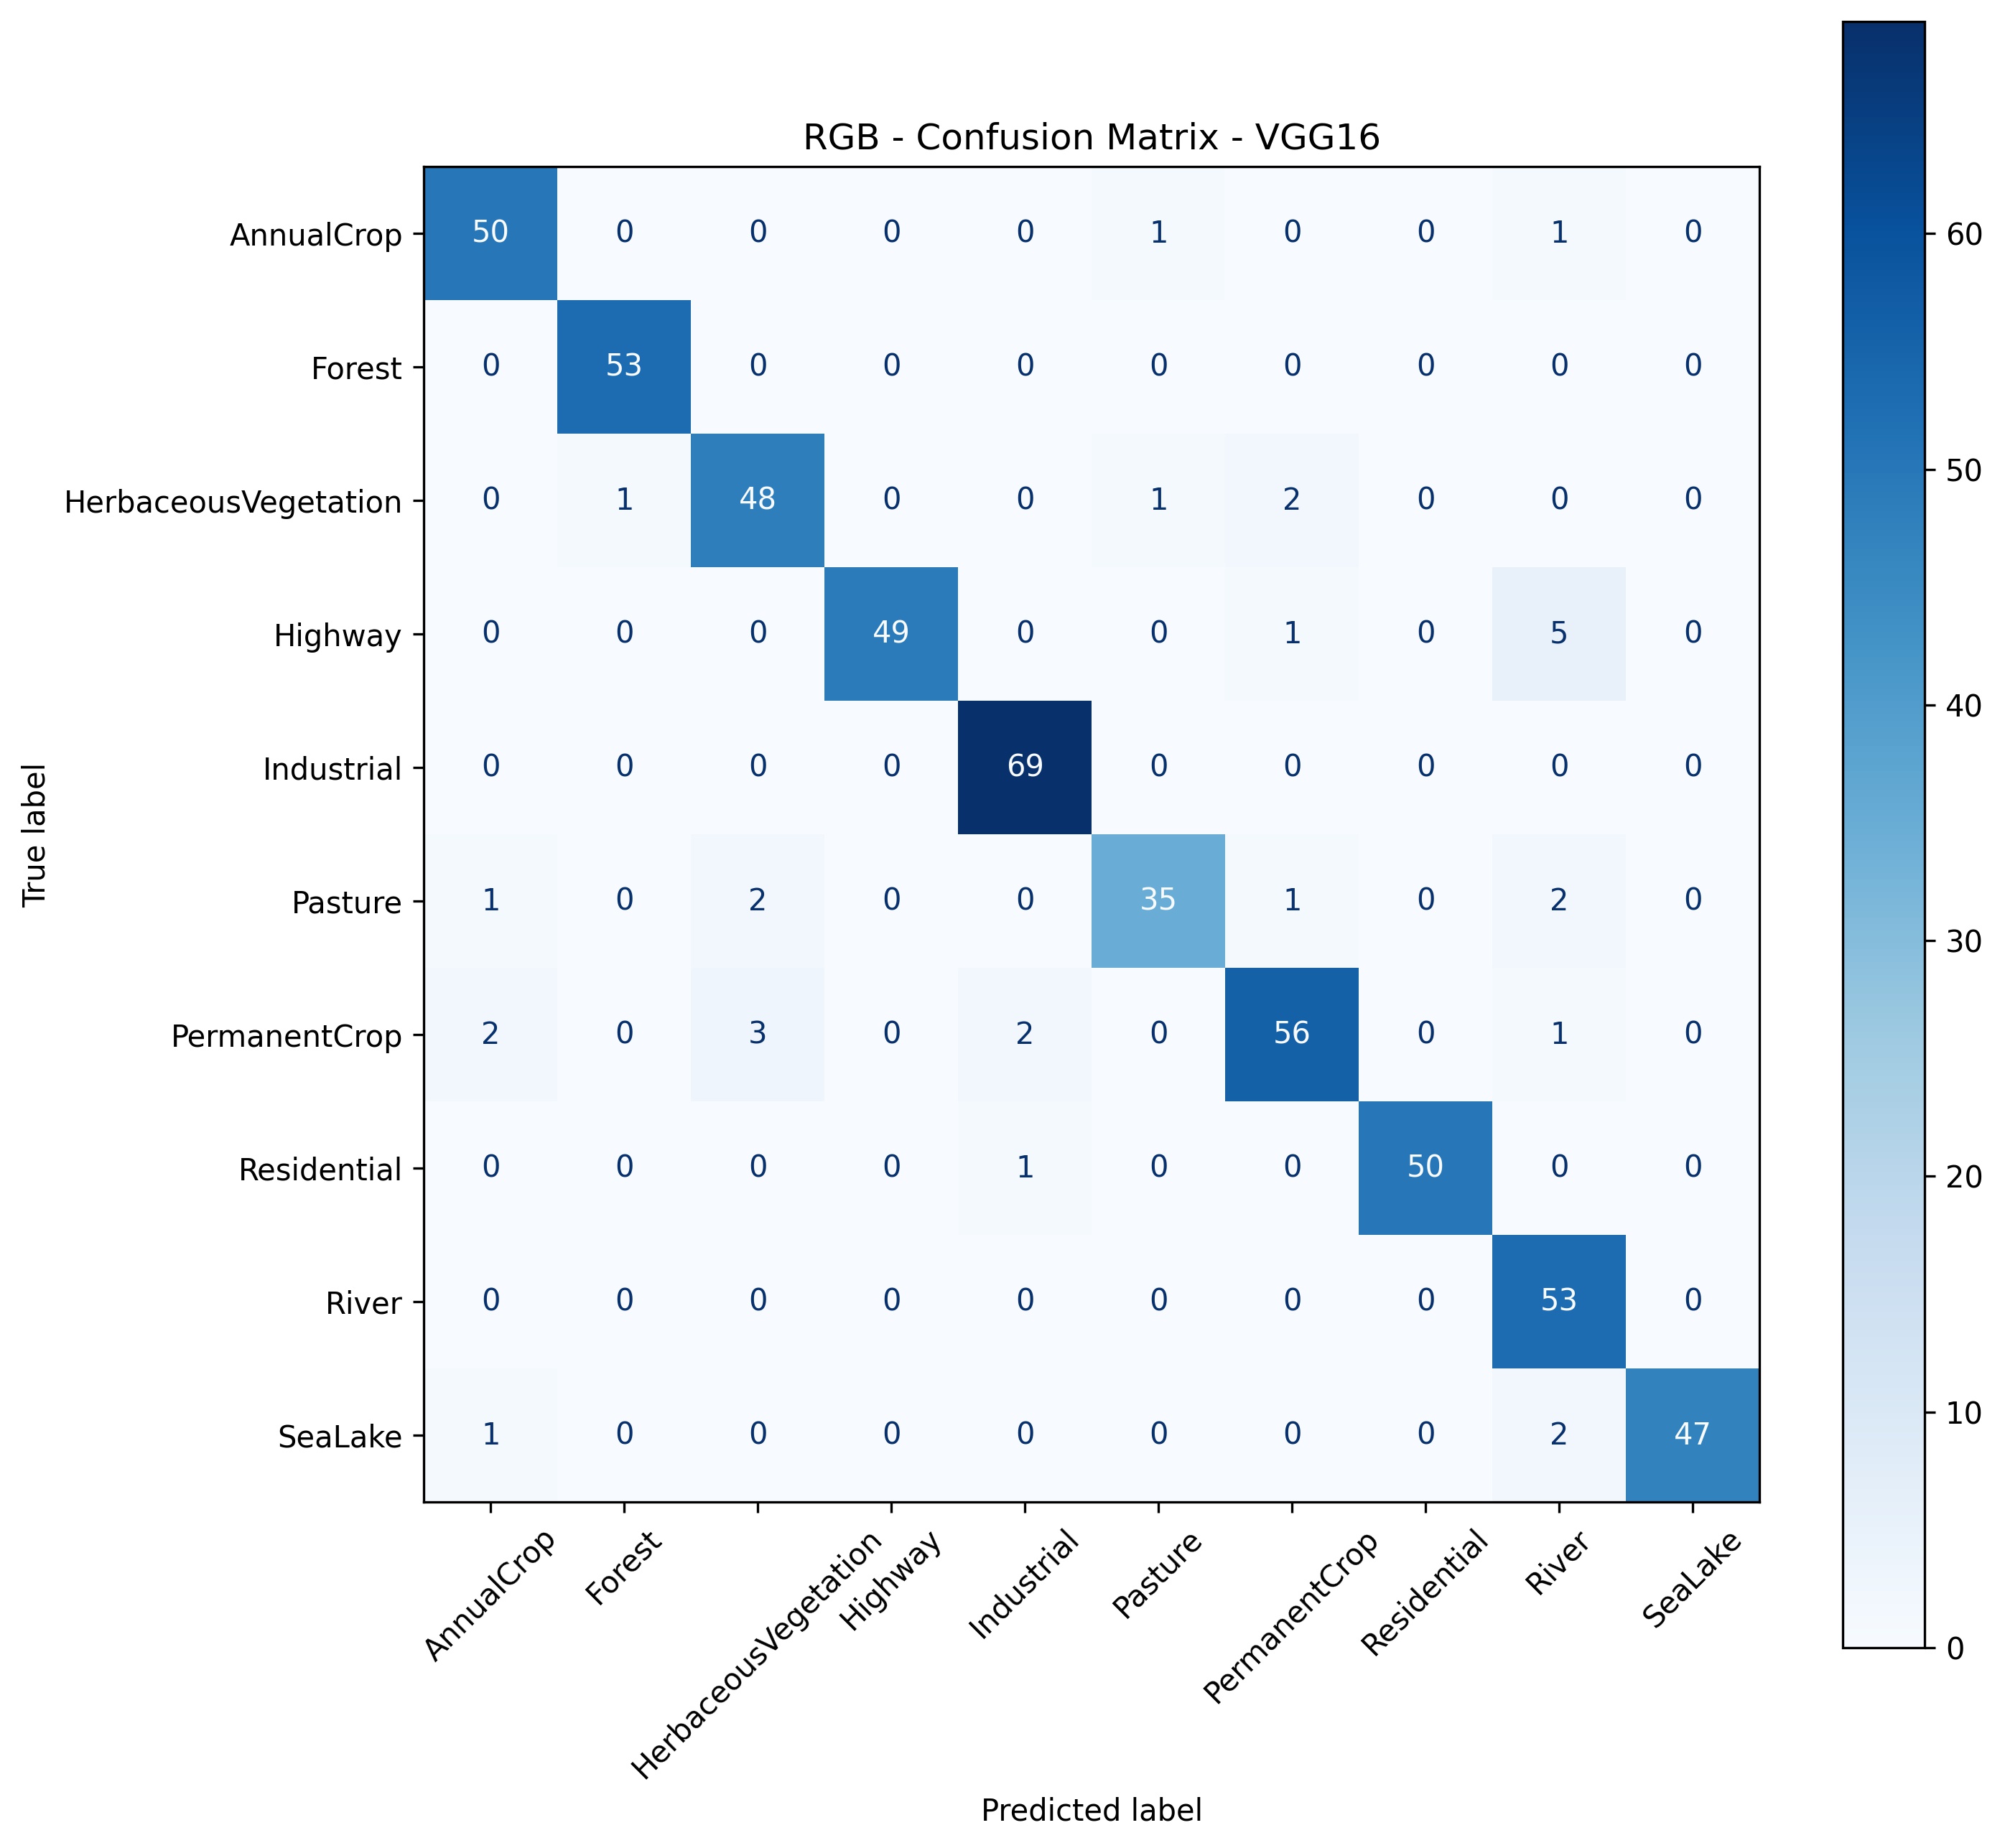 RGB - Confusion Matrix - VGG16
AnnualCrop 50 0 0 0 0 1 0 0 1 0
Forest 0 53 0 0 0 0 0 0 0 0
HerbaceousVegetation 0 1 48 0 0 1 2 0 0 0
Highway 0 0 0 49 0 0 1 0 5 0
Industrial 0 0 0 0 69 0 0 0 0 0
Pasture 1 0 2 0 0 35 1 0 2 0
PermanentCrop 2 0 3 0 2 0 56 0 1 0
Residential 0 0 0 0 1 0 0 50 0 0
River 0 0 0 0 0 0 0 0 53 0
SeaLake 1 0 0 0 0 0 0 0 2 47
True label
AnnualCrop
Forest
HerbaceousVegetation
Highway
Industrial
Pasture
PermanentCrop
Residential
River
SeaLake
Predicted label
60
50
40
30
20
10
0